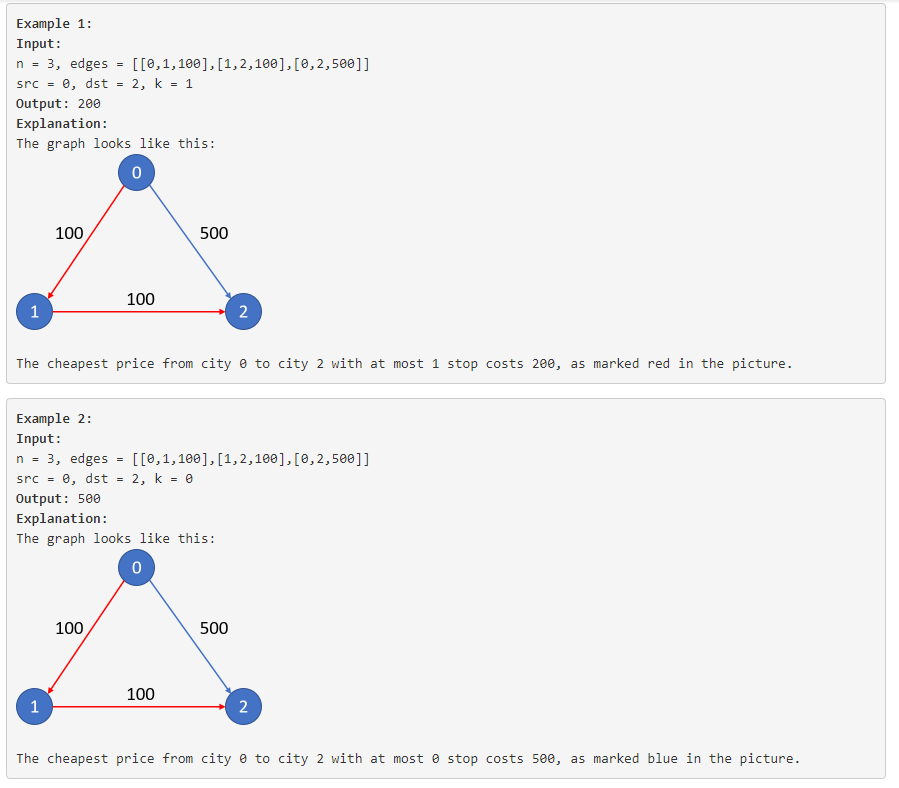 Example 1:
Input:
n = 3, edges = [[0,1,100],[1,2,100],[0,2,500]]
src = 0, dst = 2, k = 1
Output: 200
Explanation:
The graph looks like this:
0
100
500
100
1
2
The cheapest price from city 0 to city 2 with at most 1 stop costs 200, as marked red in the picture.
Example 2:
Input:
n = 3, edges = [[0,1,100],[1,2,100],[0,2,500]]
src = 0, dst = 2, k = 0
Output: 500
Explanation:
The graph looks like this:
0
100
500
100
1
2
The cheapest price from city 0 to city 2 with at most 0 stop costs 500, as marked blue in the picture.